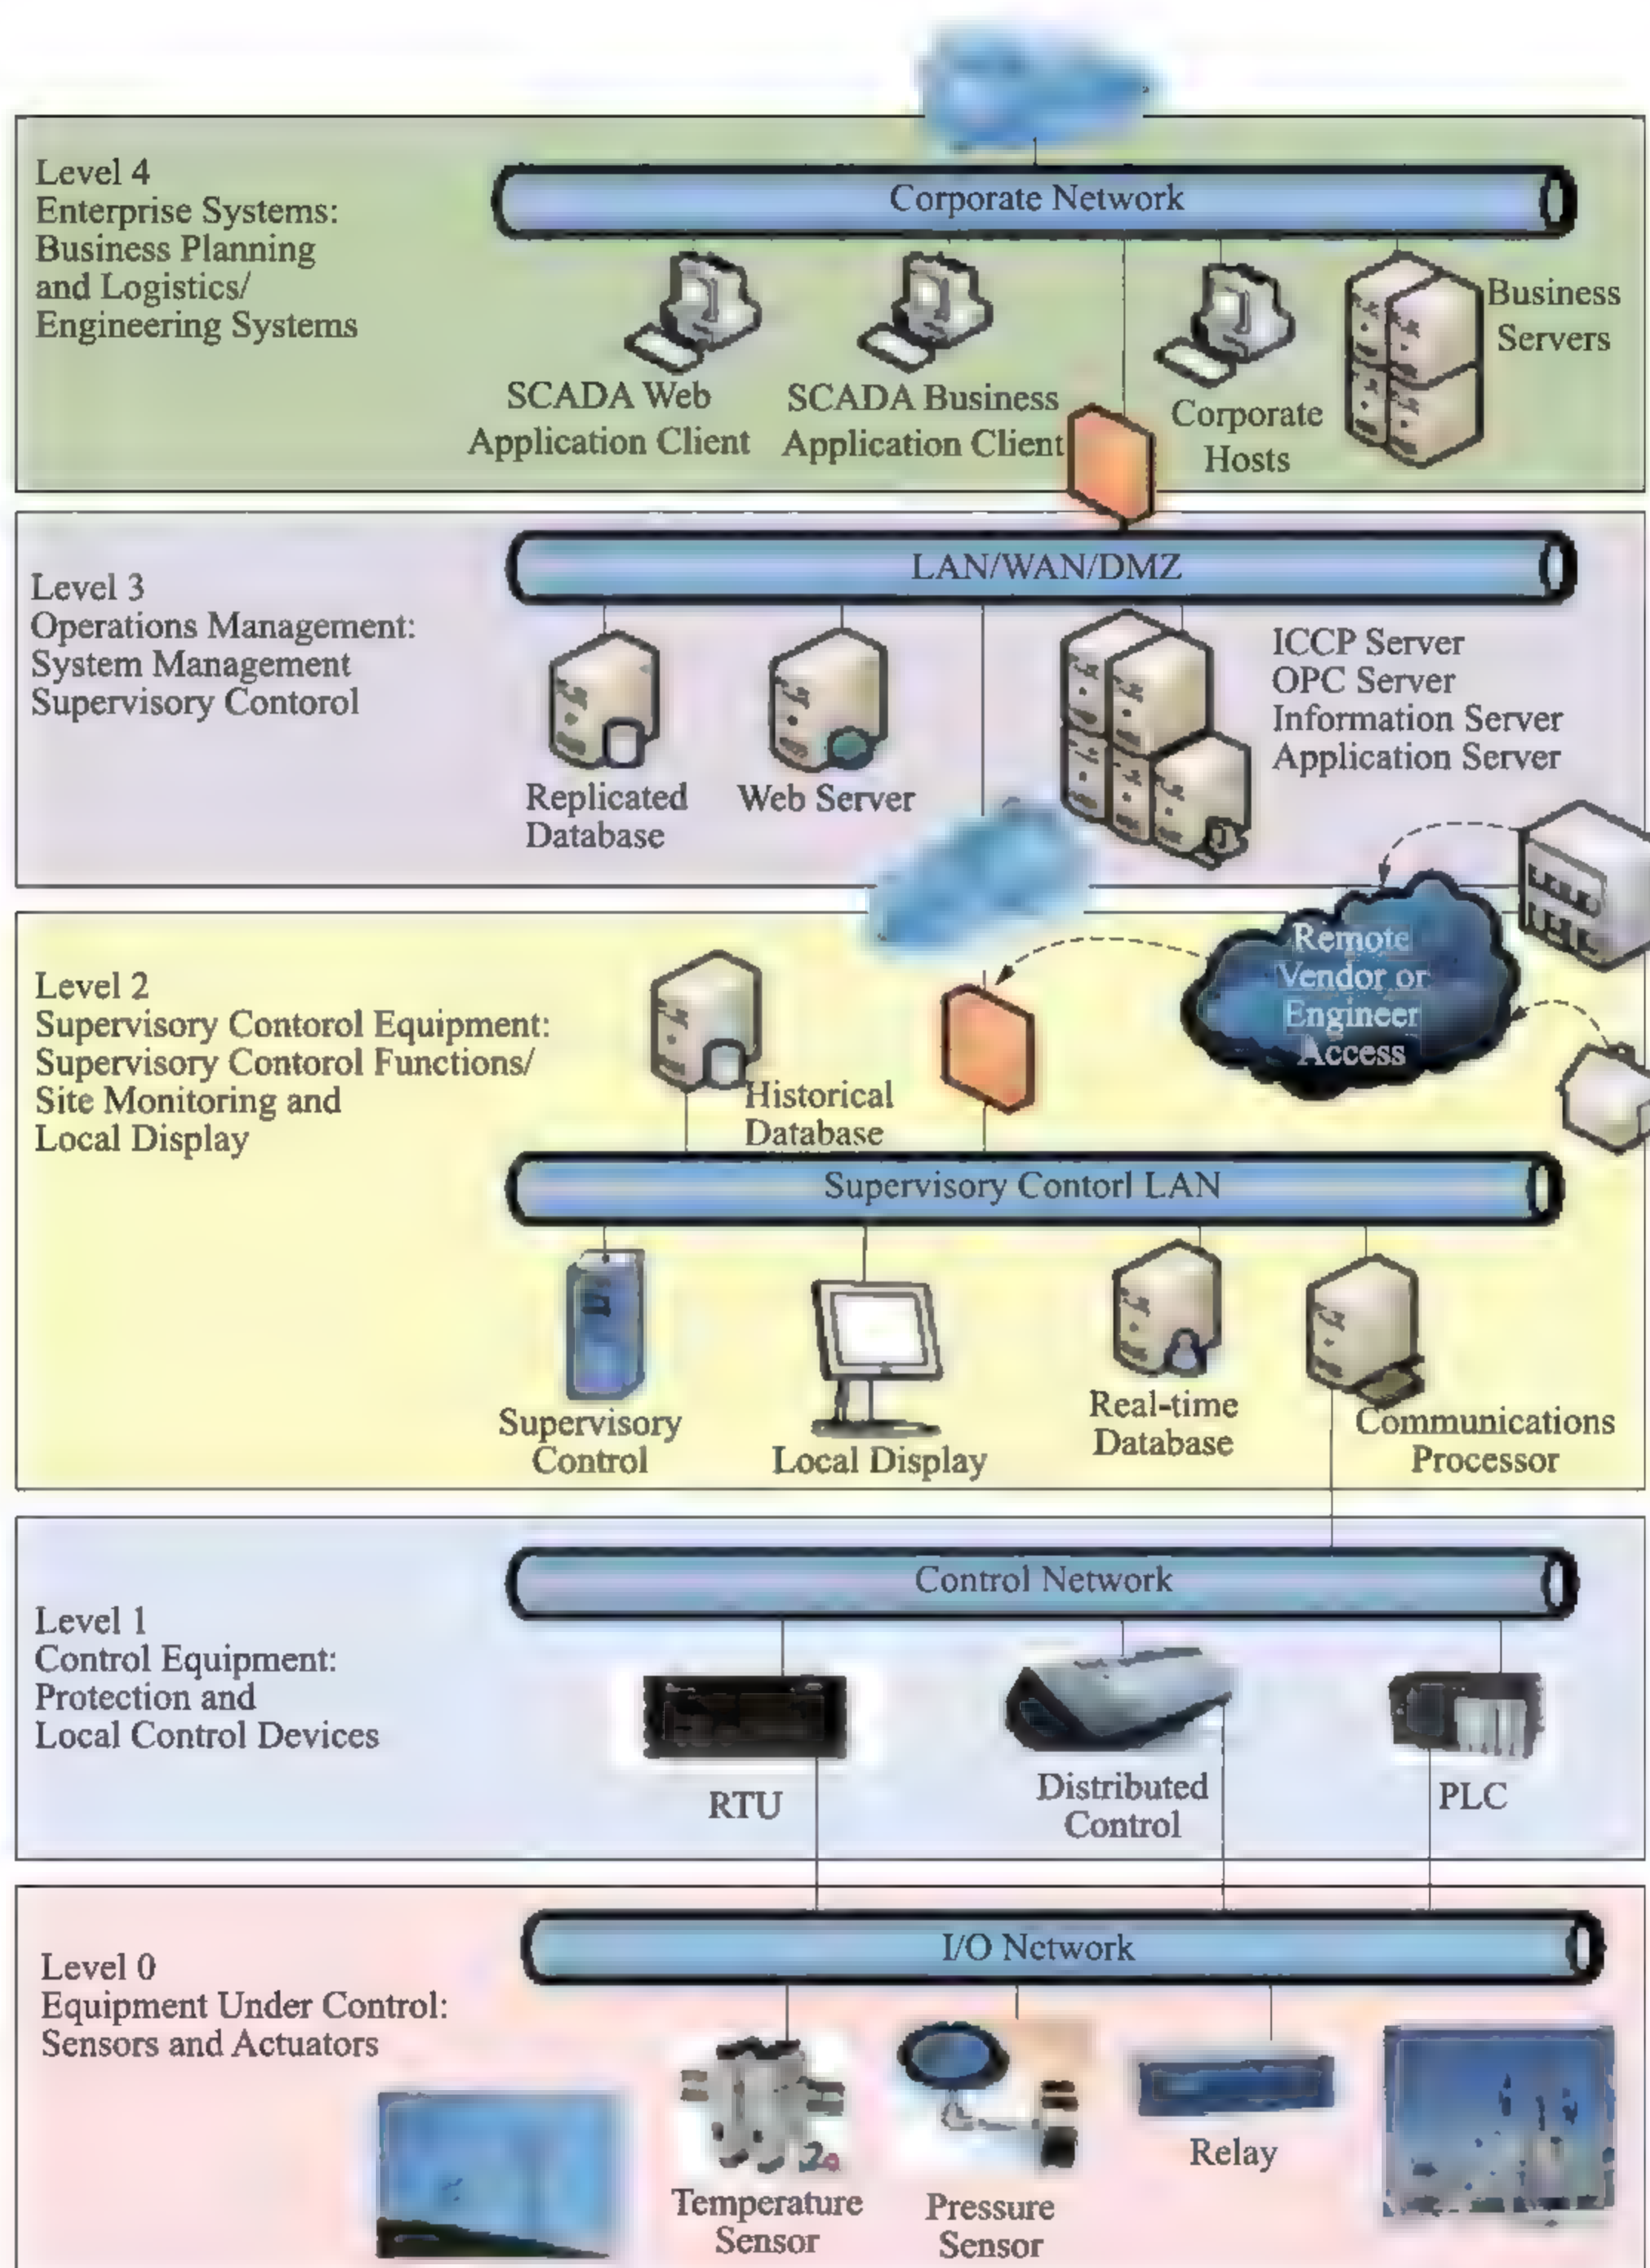 Level 4
Enterprise Systems:
Business Planning
and Logistics/
Engineering Systems
Corporate Network
SCADA Web
Application Client
SCADA Business
Application Client
Corporate
Hosts
Business
Servers
Level 3
Operations Management:
System Management
Supervisory Contorol
LAN/WAN/DMZ
Replicated
Database
Web Server
ICCP Server
OPC Server
Information Server
Application Server
Remote
Vendor or
Engineer
Access
Level 2
Supervisory Contorol Equipment:
Supervisory Contorol Functions/
Site Monitoring and
Local Display
Historical
Database
Supervisory Contorl LAN
Supervisory
Control
Local Display
Real-time
Database
Communications
Processor
Level 1
Control Equipment:
Protection and
Local Control Devices
Control Network
RTU
Distributed
Control
PLC
Level 0
Equipment Under Control:
Sensors and Actuators
I/O Network
Temperature
Sensor
Pressure
Sensor
Relay